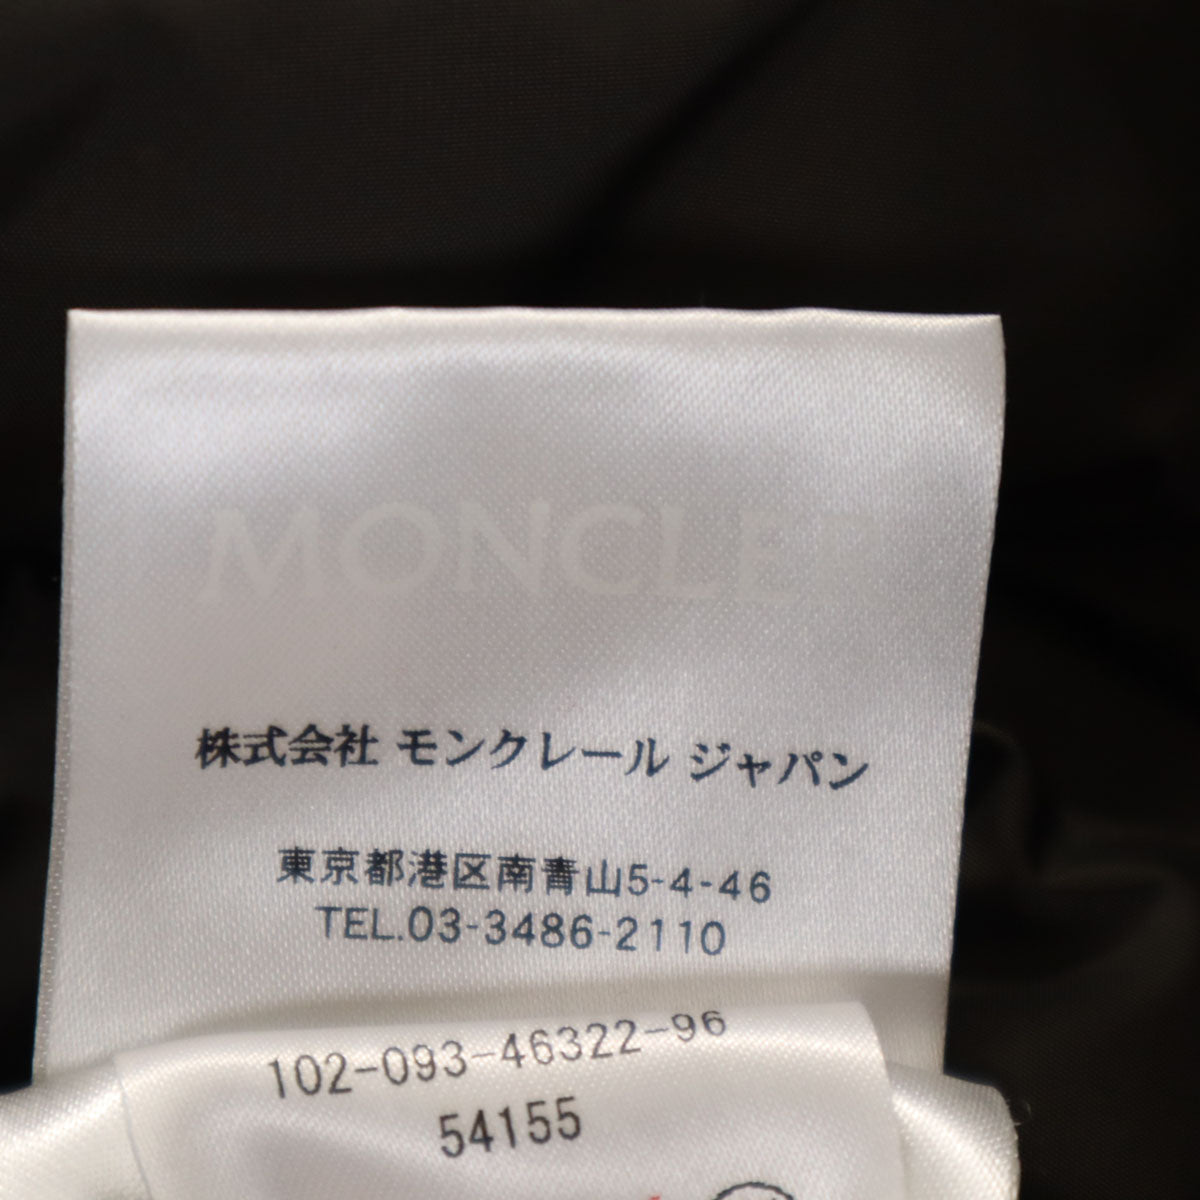 MONCLER
株式会社 モンクレール ジャパン
東京都港区南青山5-4-46
TEL.03-3486-2110
102-093-46322-96
54155